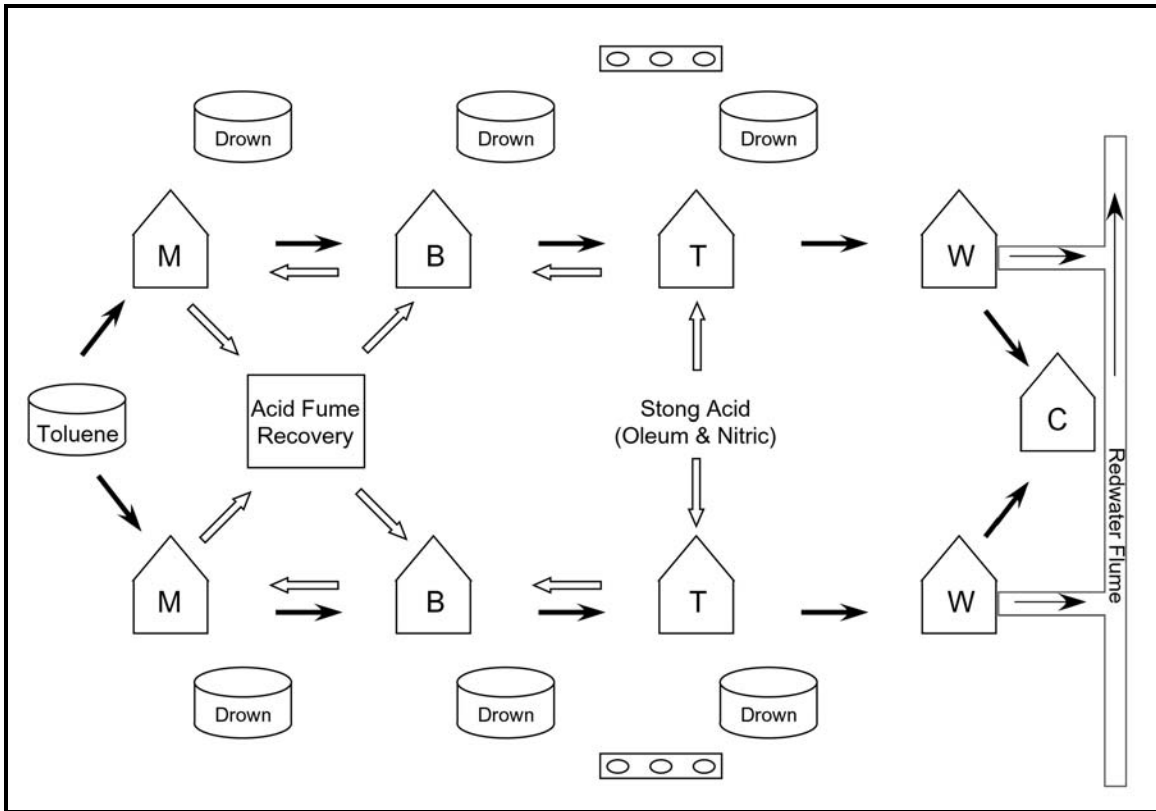 Drown
Drown
Drown
M
B
T
W
Toluene
Acid Fume
Recovery
Stong Acid
(Oleum & Nitric)
C
Redwater Flume
M
B
T
W
Drown
Drown
Drown